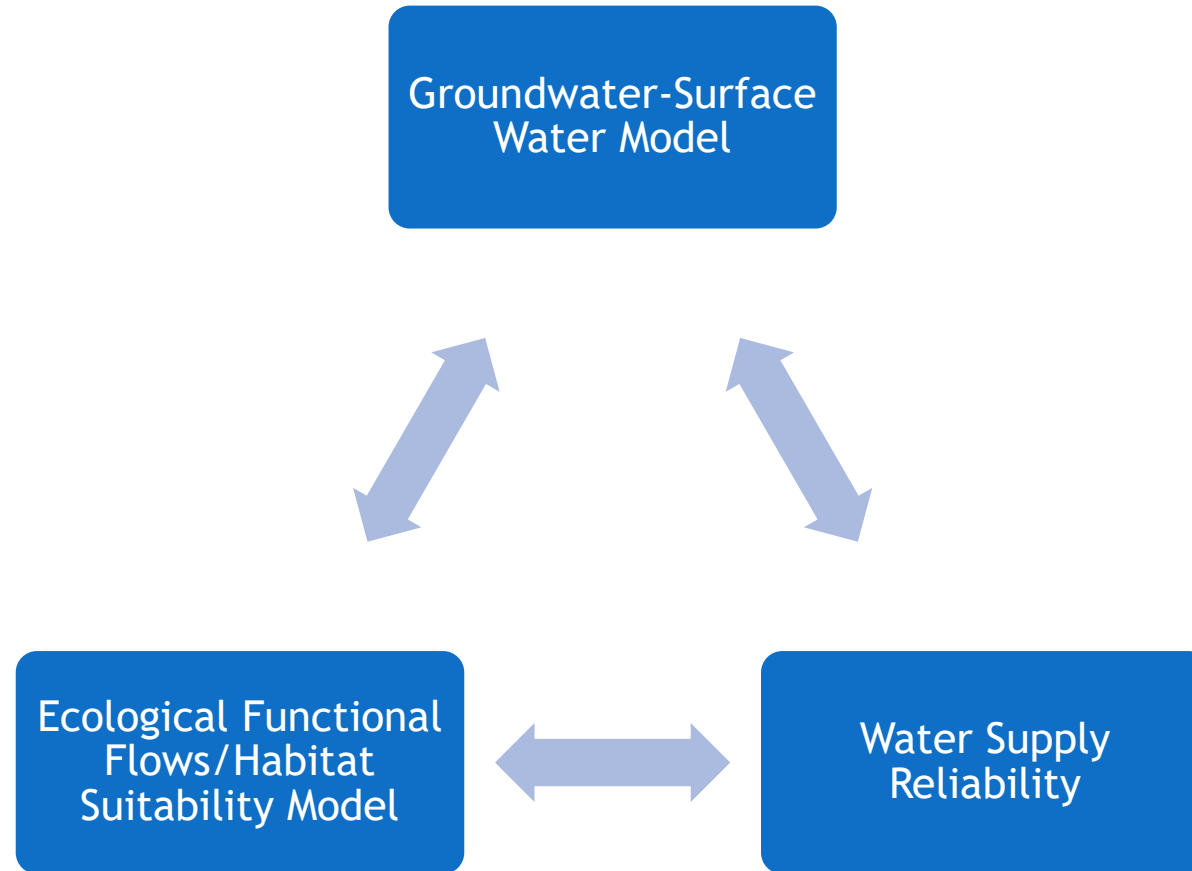 Groundwater-Surface
Water Model
Ecological Functional
Flows/Habitat
Suitability Model
Water Supply
Reliability